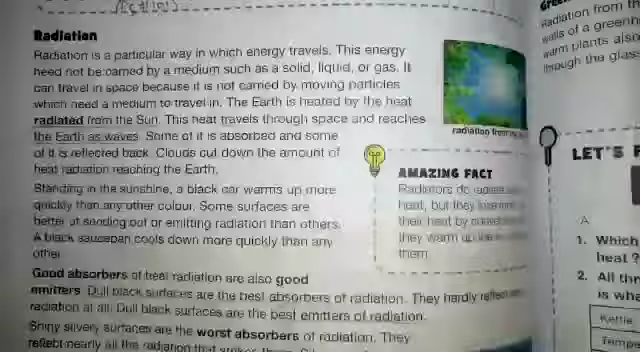 Radiation
Radiation is a particular way in which energy travels. This energy
need not be carried by a medium such as a solid, liquid, or gas. It
can travel in space because it is not carried by moving particles
which need a medium to travel in. The Earth is heated by the heat
radiated from the Sun. This heat travels through space and reaches
the Earth as waves. Some of it is absorbed and some
of it is reflected back. Clouds cut down the amount of
heat radiation reaching the Earth.
Standing in the sunshine, a black car warms up more
quickly than any other colour. Some surfaces are
better at sending out or emitting radiation than others.
A black saucepan cools down more quickly than any
other
Good absorbers of heat radiation are also good
emitters. Dull black surfaces are the best absorbers of radiation. They hardly reflect
radiation at all. Dull black surfaces are the best emitters of radiation.
Shiny silvery surfaces are the worst absorbers of radiation. They
reflect nearly all the radiation that strikes
radiation from
AMAZING FACT
Radiators do radiate
heat, but they
their heat by
they warm up
them
Radiation from
walls of a
warm plants also
through the glass
LET'S
A
1. Which
heat ?
2. All
is
Kettle